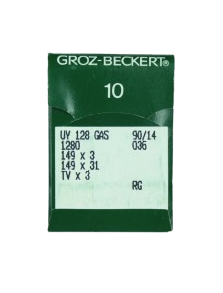 GROZ-BECKERT®
10
UY 128 GAS 90/14
1280 036
149 x 3
149 x 31
TV x 3
RG